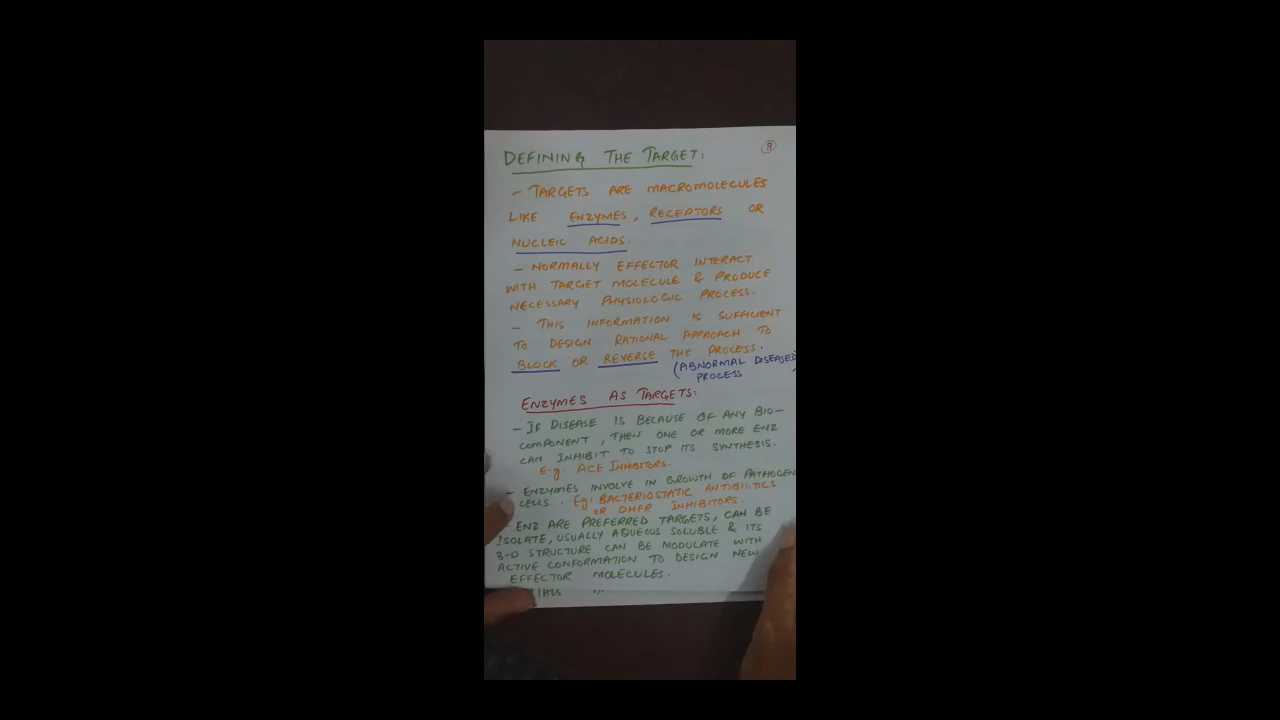 8
DEFINING THE TARGET:
- TARGETS ARE MACROMOLECULES
LIKE ENZYMES, RECEPTORS OR
NUCLEIC ACIDS.
- NORMALLY EFFECTOR INTERACT
WITH TARGET MOLECULE & PRODUCE
NECESSARY PHYSIOLOGIC PROCESS.
- THIS INFORMATION IS SUFFICIENT
TO DESIGN RATIONAL APPROACH TO
BLOCK OR REVERSE THE PROCESS.
(ABNORMAL DISEASED
PROCESS
ENZYMES AS TARGETS:
- IF DISEASE IS BECAUSE OF ANY BIO-
COMPONENT, THEN ONE OR MORE ENZ
CAN INHIBIT TO STOP ITS SYNTHESIS.
E.g. ACE INHIBITORS.
- ENZYMES INVOLVE IN GROWTH OF PATHOGEN
CELLS. Eg: BACTERIOSTATIC ANTIBIOTICS
OR DHFR INHIBITORS.
- ENZ ARE PREFERRED TARGETS, CAN BE
ISOLATE, USUALLY AQUEOUS SOLUBLE & ITS
3-D STRUCTURE CAN BE MODULATE WITH
ACTIVE CONFORMATION TO DESIGN NEW
EFFECTOR MOLECULES.